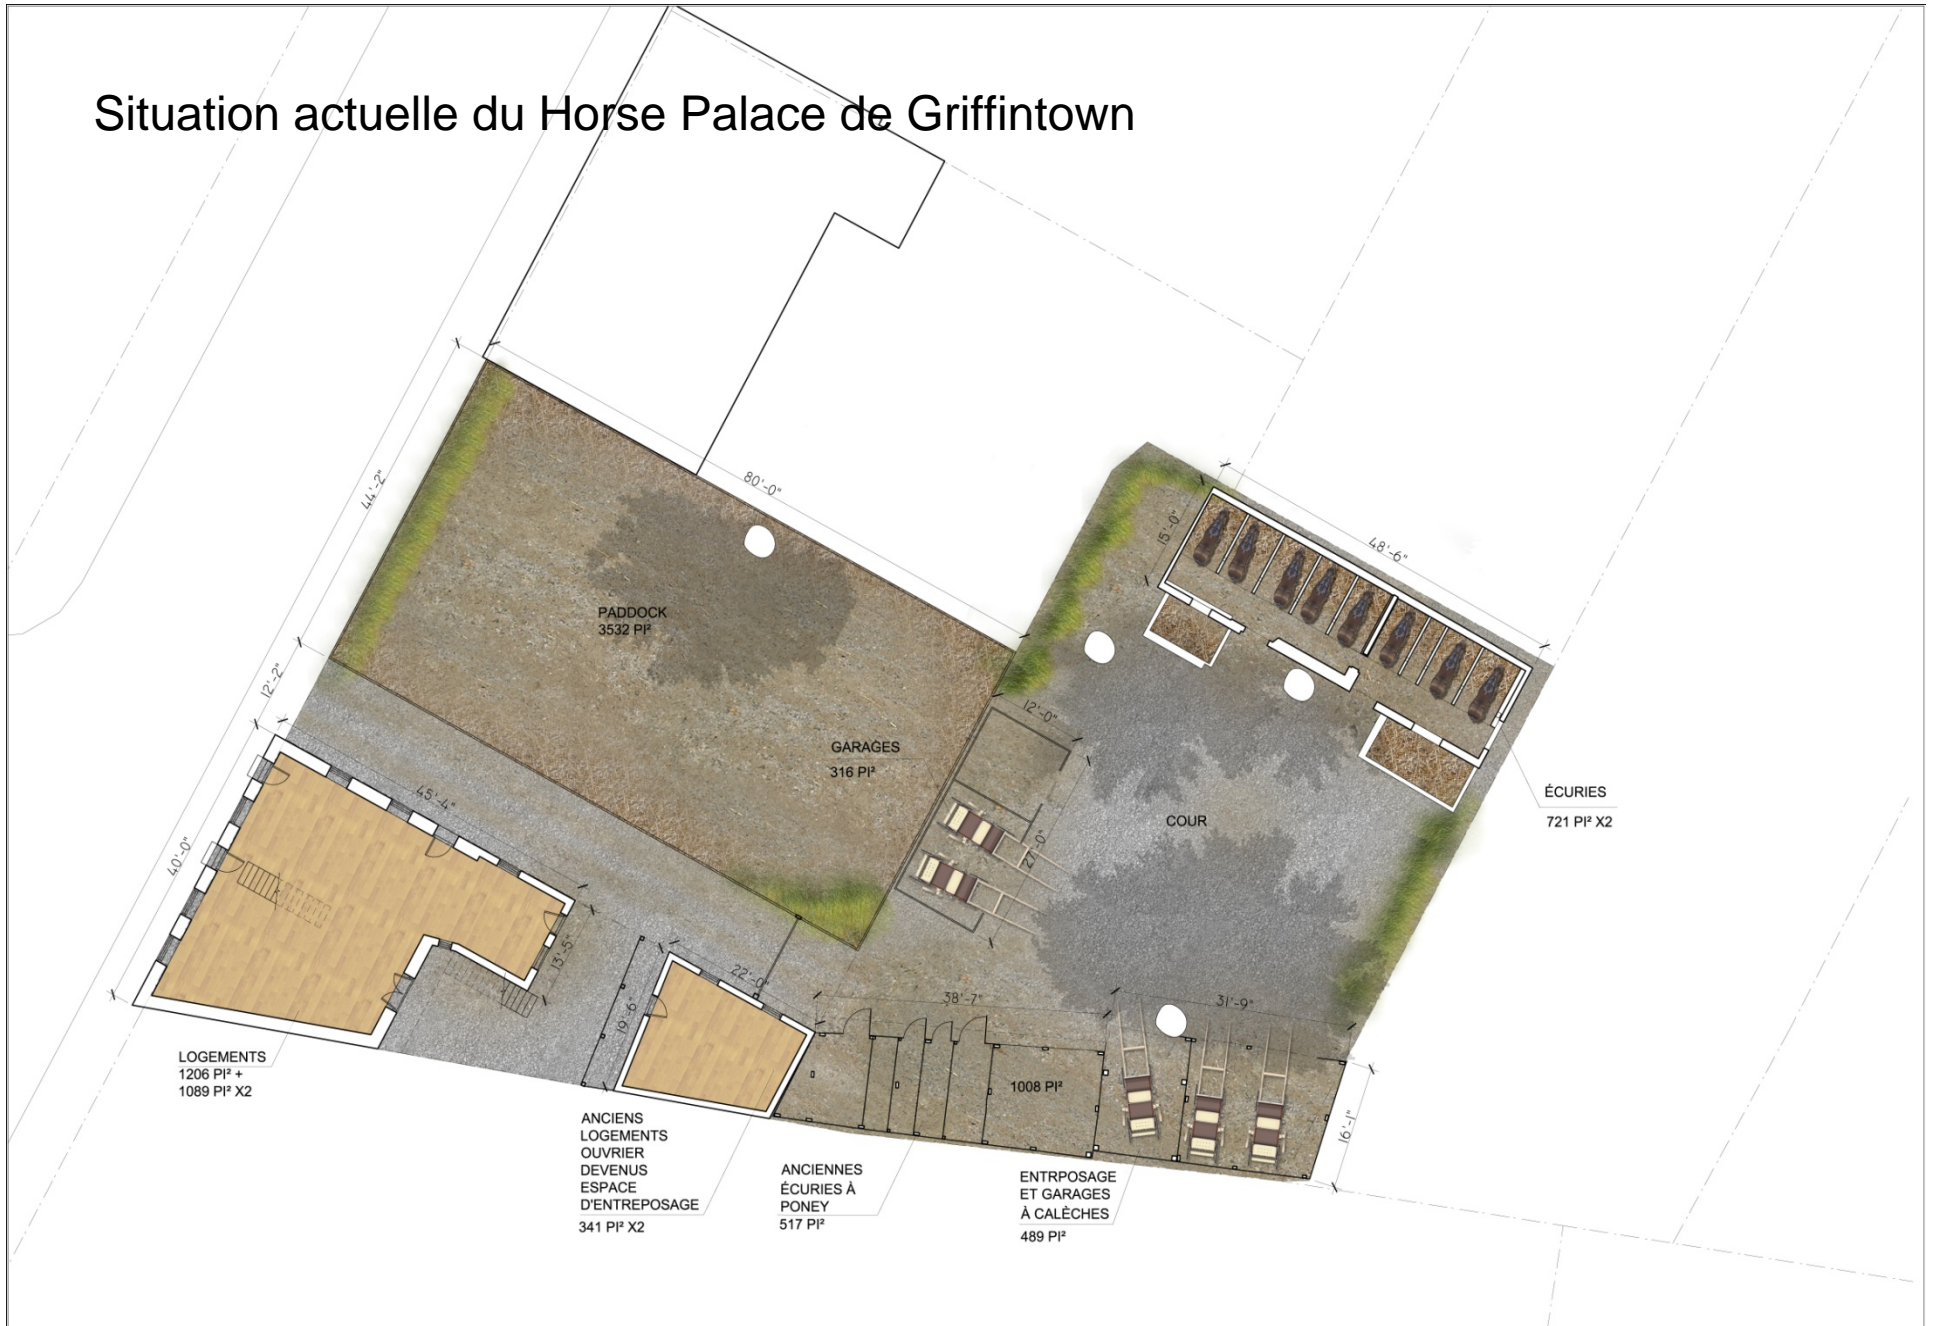 Situation actuelle du Horse Palace de Griffintown
44'-2"
80'-0"
15'-0"
48'-6"
PADDOCK
3532 PI²
12'-2"
12'-0"
GARAGES
316 PI²
ÉCURIES
721 PI² X2
45'-4"
COUR
40'-0"
27'-0"
13'-5"
22'-0"
19'-6"
38'-7"
31'-9"
LOGEMENTS
1206 PI² +
1089 PI² X2
1008 PI²
16'-1"
ANCIENS
LOGEMENTS
OUVRIER
DEVENUS
ESPACE
D'ENTREPOSAGE
341 PI² X2
ANCIENNES
ÉCURIES À
PONEY
517 PI²
ENTRPOSAGE
ET GARAGES
À CALÈCHES
489 PI²